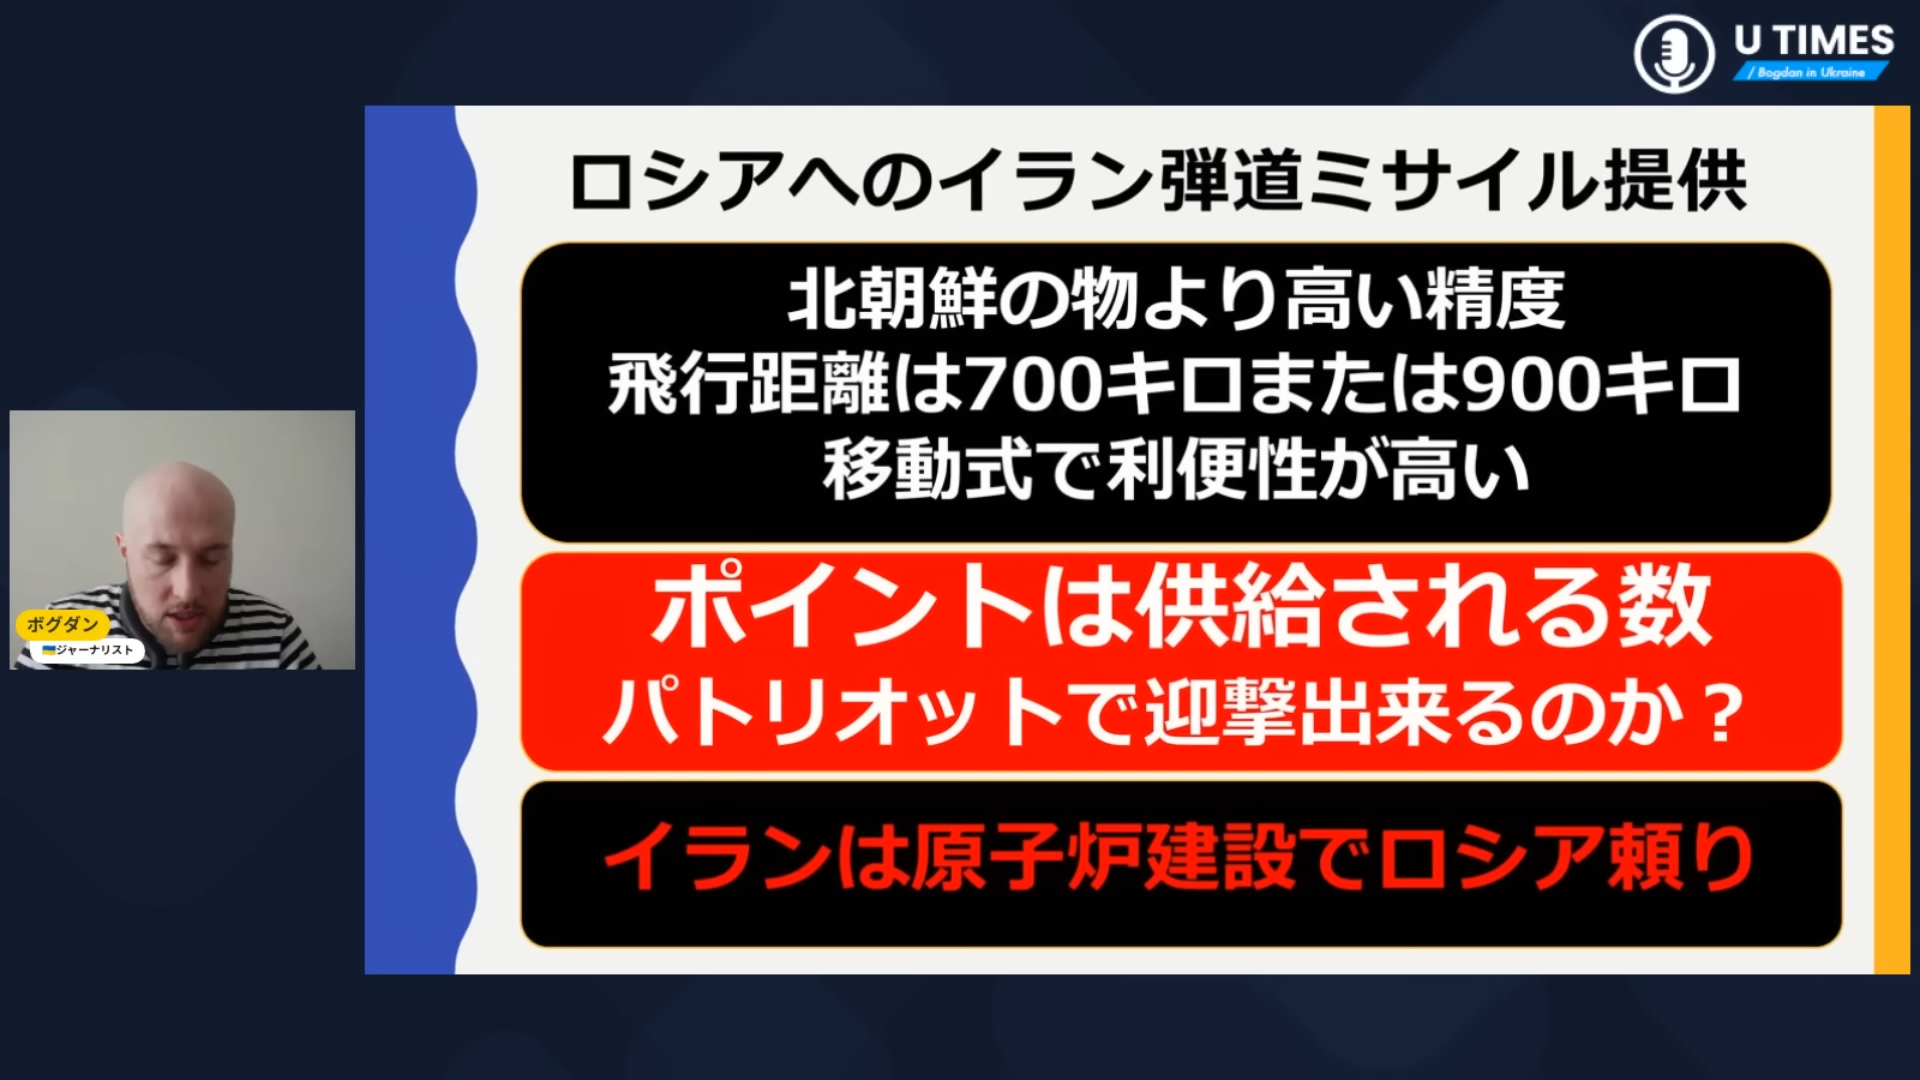 U TIMES
/ Bogdan in Ukraine
ロシアへのイラン弾道ミサイル提供
北朝鮮の物より高い精度
飛行距離は700キロまたは900キロ
移動式で利便性が高い
ポイントは供給される数
パトリオットで迎撃出来るのか？
イランは原子炉建設でロシア頼り
ボグダン
🇺🇦ジャーナリスト